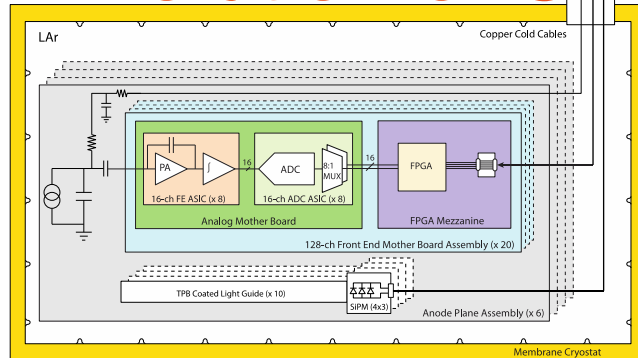 LAr
Copper Cold Cables
PA
∫
16
ADC
8:1
MUX
16
FPGA
16-ch FE ASIC (x 8)
16-ch ADC ASIC (x 8)
Analog Mother Board
FPGA Mezzanine
128-ch Front End Mother Board Assembly (x 20)
TPB Coated Light Guide (x 10)
SiPM (4x3)
Anode Plane Assembly (x 6)
Membrane Cryostat